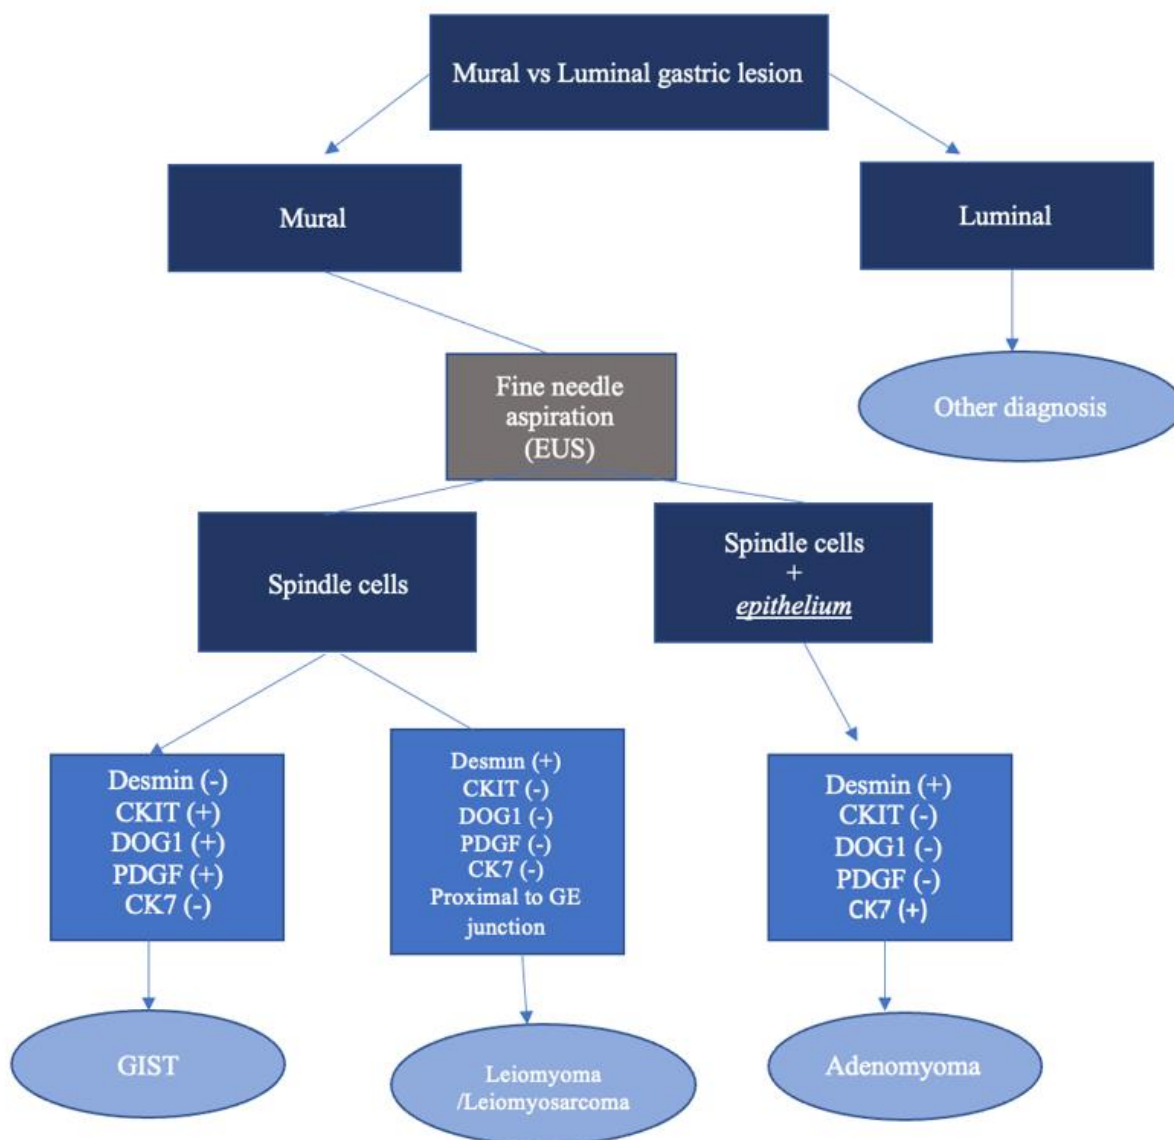 Mural vs Luminal gastric lesion
Mural
Luminal
Fine needle
aspiration
(EUS)
Other diagnosis
Spindle cells
Spindle cells
+
epithelium
Desmin (-)
CKIT (+)
DOG1 (+)
PDGF (+)
CK7 (-)
Desmin (+)
CKIT (-)
DOG1 (-)
PDGF (-)
CK7 (-)
Proximal to GE
junction
Desmin (+)
CKIT (-)
DOG1 (-)
PDGF (-)
CK7 (+)
GIST
Leiomyoma
/Leiomyosarcoma
Adenomyoma